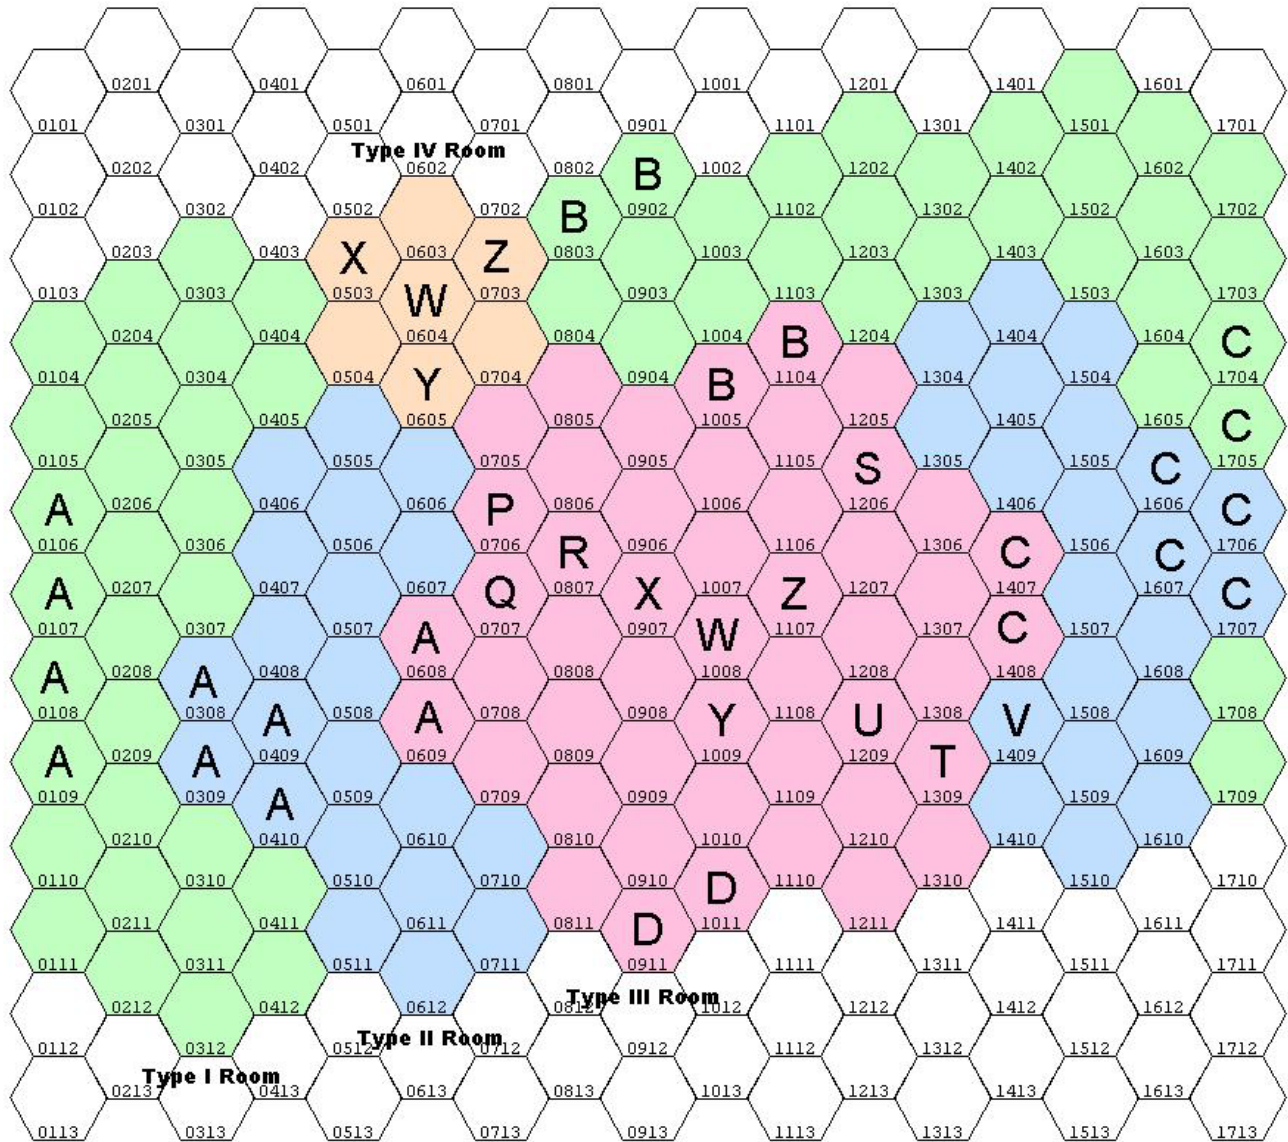 0201 0401 0601 0801 1001 1201 1401 1601
0101 0301 0501 0701 0901 1101 1301 1501 1701
Type IV Room
0202 0402 0602 0802 B 1002 1202 1402 1602
0102 0302 0502 0702 B 0902 1102 1302 1502 1702
0203 0403 X 0603 Z 0803 1003 1203 1403 1603
0103 0303 0503 W 0703 0903 1103 1303 1503 1703
0204 0404 0604 0804 1004 B 1204 1404 1604 C
0104 0304 0504 Y 0704 0904 B 1104 1304 1504 1704
0205 0405 0605 0805 1005 1205 1405 1605 C
0105 0305 0505 0705 0905 1105 S 1305 1505 C 1705
A 0206 0406 0606 P 0806 1006 1206 1406 1606 C
0106 0306 0506 0706 R 0906 1106 1306 C 1506 C 1706
A 0207 0407 0607 Q 0807 X 1007 Z 1207 1407 1607 C
0107 0307 0507 A 0707 0907 W 1107 1307 C 1507 1707
A 0208 A 0408 0608 0808 1008 1208 1408 1608
0108 0308 A 0508 A 0708 0908 Y 1108 U 1308 V 1508 1708
A 0209 A 0409 0609 0809 1009 1209 T 1409 1609
0109 0309 A 0509 0709 0909 1109 1309 1509 1709
0210 0410 0610 0810 1010 1210 1410 1610
0110 0310 0510 0710 0910 D 1110 1310 1510 1710
0211 0411 0611 0811 D 1011 1211 1411 1611
0111 0311 0511 0711 0911 1111 1311 1511 1711
Type III Room
0212 0412 0612 0812 1012 1212 1412 1612
Type II Room
0112 0312 0512 0712 0912 1112 1312 1512 1712
Type I Room
0213 0413 0613 0813 1013 1213 1413 1613
0113 0313 0513 0713 0913 1113 1313 1513 1713